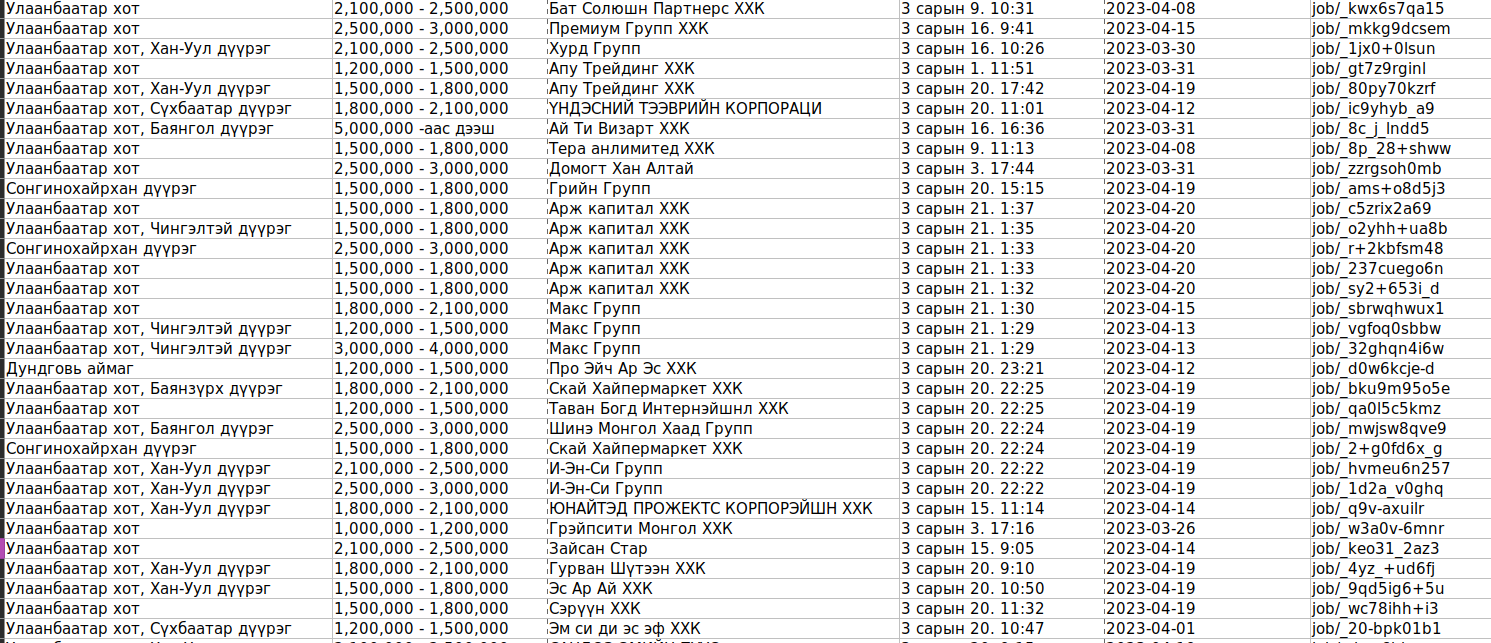 Улаанбаатар хот 2,100,000 - 2,500,000 Бат Солюшн Партнерс ХХК 3 сарын 9. 10:31 2023-04-08 job/_kwx6s7qa15
Улаанбаатар хот 2,500,000 - 3,000,000 Премиум Групп ХХК 3 сарын 16. 9:41 2023-04-15 job/_mkkg9dcsem
Улаанбаатар хот, Хан-Уул дүүрэг 2,100,000 - 2,500,000 Хурд Групп 3 сарын 16. 10:26 2023-03-30 job/_1jx0+0lsun
Улаанбаатар хот 1,200,000 - 1,500,000 Апу Трейдинг ХХК 3 сарын 1. 11:51 2023-03-31 job/_gt7z9rginl
Улаанбаатар хот, Хан-Уул дүүрэг 1,500,000 - 1,800,000 Апу Трейдинг ХХК 3 сарын 20. 17:42 2023-04-19 job/_80py70kzrf
Улаанбаатар хот, Сүхбаатар дүүрэг 1,800,000 - 2,100,000 ҮНДЭСНИЙ ТЭЭВРИЙН КОРПОРАЦИ 3 сарын 20. 11:01 2023-04-12 job/_ic9yhyb_a9
Улаанбаатар хот, Баянгол дүүрэг 5,000,000 -аас дээш Ай Ти Визарт ХХК 3 сарын 16. 16:36 2023-03-31 job/_8c_j_lndd5
Улаанбаатар хот 1,500,000 - 1,800,000 Тера анлимитед ХХК 3 сарын 9. 11:13 2023-04-08 job/_8p_28+shww
Улаанбаатар хот 2,500,000 - 3,000,000 Домогт Хан Алтай 3 сарын 3. 17:44 2023-03-31 job/_zzrgsoh0mb
Сонгинохайрхан дүүрэг 1,500,000 - 1,800,000 Грийн Групп 3 сарын 20. 15:15 2023-04-19 job/_ams+o8d5j3
Улаанбаатар хот 1,500,000 - 1,800,000 Арж капитал ХХК 3 сарын 21. 1:37 2023-04-20 job/_c5zrix2a69
Улаанбаатар хот, Чингэлтэй дүүрэг 1,500,000 - 1,800,000 Арж капитал ХХК 3 сарын 21. 1:35 2023-04-20 job/_o2yhh+ua8b
Сонгинохайрхан дүүрэг 2,500,000 - 3,000,000 Арж капитал ХХК 3 сарын 21. 1:33 2023-04-20 job/_r+2kbfsm48
Улаанбаатар хот 1,500,000 - 1,800,000 Арж капитал ХХК 3 сарын 21. 1:33 2023-04-20 job/_237cuego6n
Улаанбаатар хот 1,500,000 - 1,800,000 Арж капитал ХХК 3 сарын 21. 1:32 2023-04-20 job/_sy2+653i_d
Улаанбаатар хот 1,800,000 - 2,100,000 Макс Групп 3 сарын 21. 1:30 2023-04-15 job/_sbrwqhwux1
Улаанбаатар хот, Чингэлтэй дүүрэг 1,200,000 - 1,500,000 Макс Групп 3 сарын 21. 1:29 2023-04-13 job/_vgfoq0sbbw
Улаанбаатар хот, Чингэлтэй дүүрэг 3,000,000 - 4,000,000 Макс Групп 3 сарын 21. 1:29 2023-04-13 job/_32ghqn4i6w
Дундговь аймаг 1,200,000 - 1,500,000 Про Эйч Ар Эс ХХК 3 сарын 20. 23:21 2023-04-12 job/_d0w6kcje-d
Улаанбаатар хот, Баянзүрх дүүрэг 1,800,000 - 2,100,000 Скай Хайпермаркет ХХК 3 сарын 20. 22:25 2023-04-19 job/_bku9m95o5e
Улаанбаатар хот 1,200,000 - 1,500,000 Таван Богд Интернэйшнл ХХК 3 сарын 20. 22:25 2023-04-19 job/_qa0l5c5kmz
Улаанбаатар хот, Баянгол дүүрэг 2,500,000 - 3,000,000 Шинэ Монгол Хаад Групп 3 сарын 20. 22:24 2023-04-19 job/_mwjsw8qve9
Сонгинохайрхан дүүрэг 1,500,000 - 1,800,000 Скай Хайпермаркет ХХК 3 сарын 20. 22:24 2023-04-19 job/_2+g0fd6x_g
Улаанбаатар хот, Хан-Уул дүүрэг 2,100,000 - 2,500,000 И-Эн-Си Групп 3 сарын 20. 22:22 2023-04-19 job/_hvmeu6n257
Улаанбаатар хот, Хан-Уул дүүрэг 2,500,000 - 3,000,000 И-Эн-Си Групп 3 сарын 20. 22:22 2023-04-19 job/_1d2a_v0ghq
Улаанбаатар хот, Хан-Уул дүүрэг 1,800,000 - 2,100,000 ЮНАЙТЭД ПРОЖЕКТС КОРПОРЭЙШН ХХК 3 сарын 15. 11:14 2023-04-14 job/_q9v-axuilr
Улаанбаатар хот 1,000,000 - 1,200,000 Грэйпсити Монгол ХХК 3 сарын 3. 17:16 2023-03-26 job/_w3a0v-6mnr
Улаанбаатар хот 2,100,000 - 2,500,000 Зайсан Стар 3 сарын 15. 9:05 2023-04-14 job/_keo31_2az3
Улаанбаатар хот, Хан-Уул дүүрэг 1,800,000 - 2,100,000 Гурван Шүтээн ХХК 3 сарын 20. 9:10 2023-04-19 job/_4yz_+ud6fj
Улаанбаатар хот, Хан-Уул дүүрэг 1,500,000 - 1,800,000 Эс Ар Ай ХХК 3 сарын 20. 10:50 2023-04-19 job/_9qd5ig6+5u
Улаанбаатар хот 1,500,000 - 1,800,000 Сэрүүн ХХК 3 сарын 20. 11:32 2023-04-19 job/_wc78ihh+i3
Улаанбаатар хот, Сүхбаатар дүүрэг 1,200,000 - 1,500,000 Эм си ди эс эф ХХК 3 сарын 20. 10:47 2023-04-01 job/_20-bpk01b1